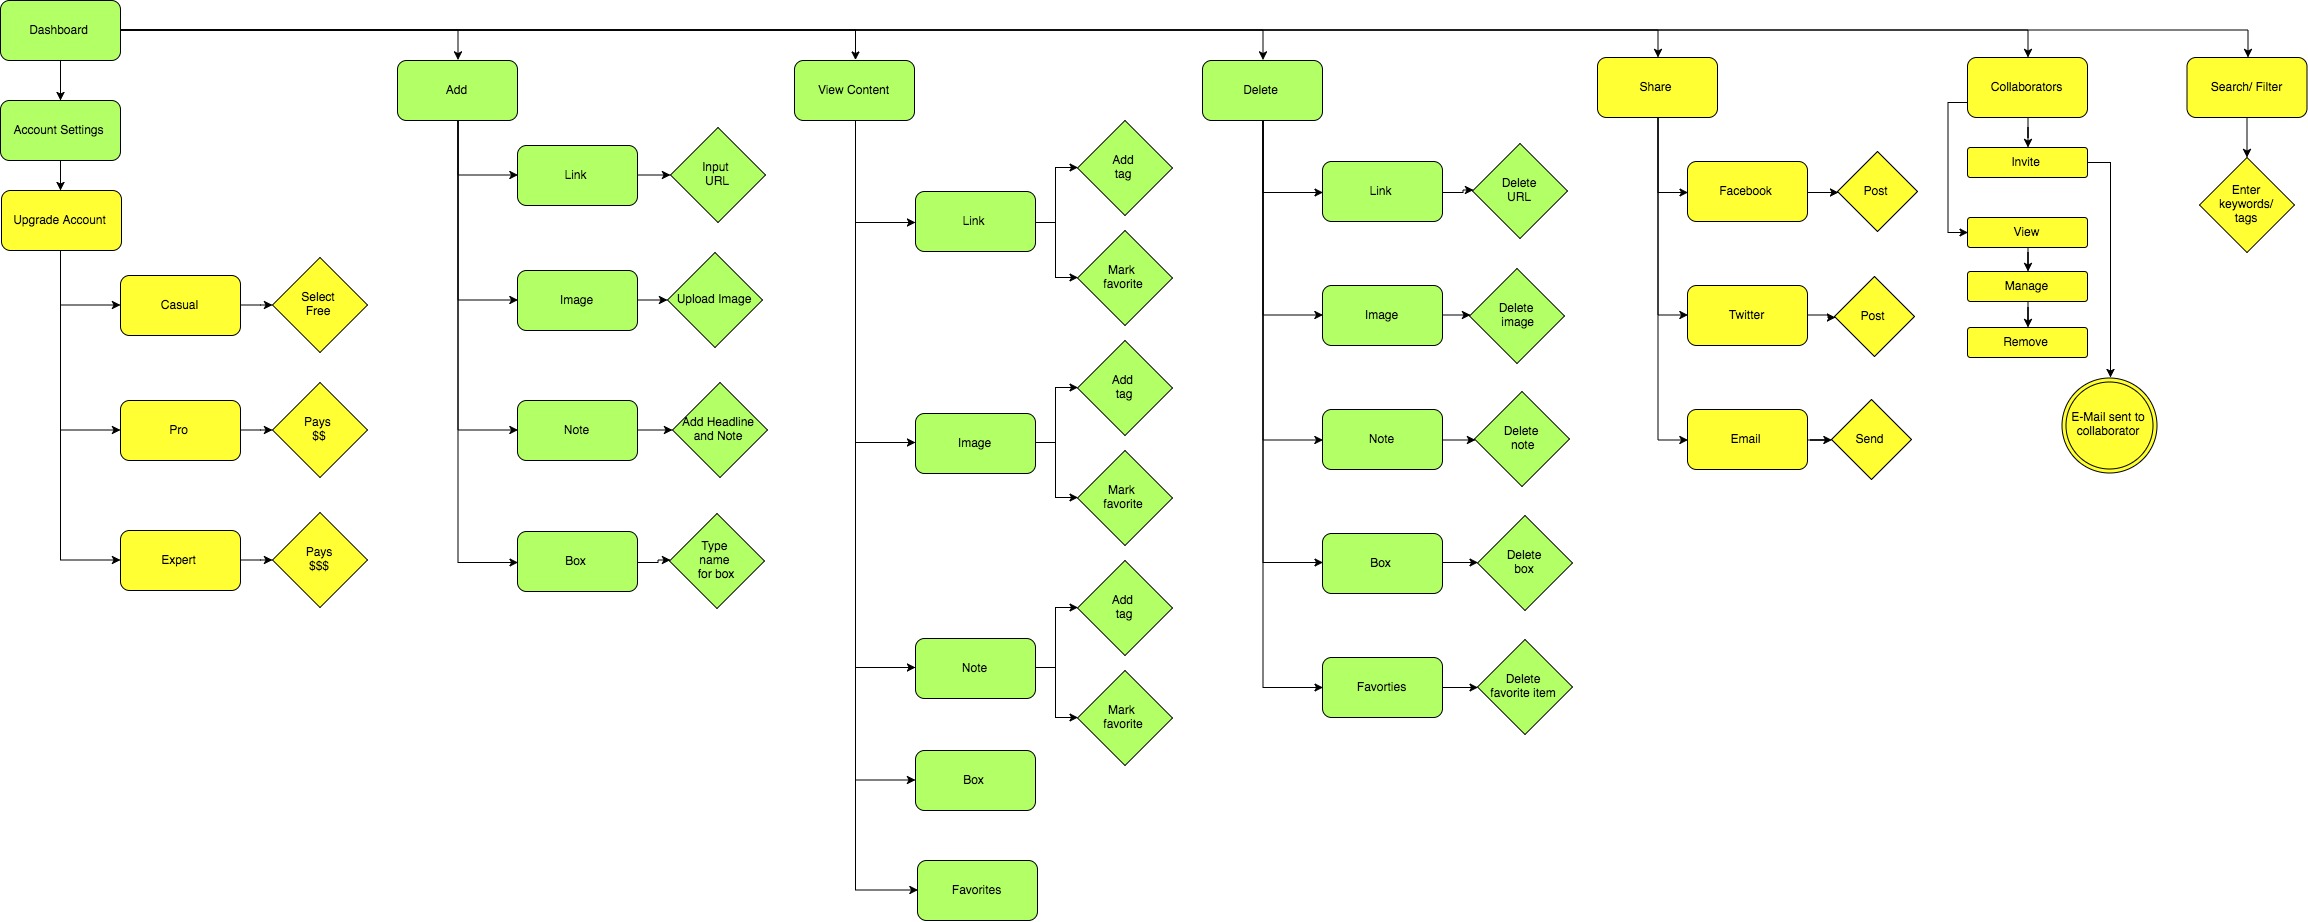 Dashboard
Account Settings
Upgrade Account
Casual
Select
Free
Pro
Pays
$$
Expert
Pays
$$$
Add
Link
Input
URL
Image
Upload Image
Note
Add Headline
and Note
Box
Type
name
for box
View Content
Link
Add
tag
Mark
favorite
Image
Add
tag
Mark
favorite
Note
Add
tag
Mark
favorite
Box
Favorites
Delete
Link
Delete
URL
Image
Delete
image
Note
Delete
note
Box
Delete
box
Favorties
Delete
favorite item
Share
Facebook
Post
Twitter
Post
Email
Send
Collaborators
Invite
View
Manage
Remove
E-Mail sent to
collaborator
Search/ Filter
Enter
keywords/
tags